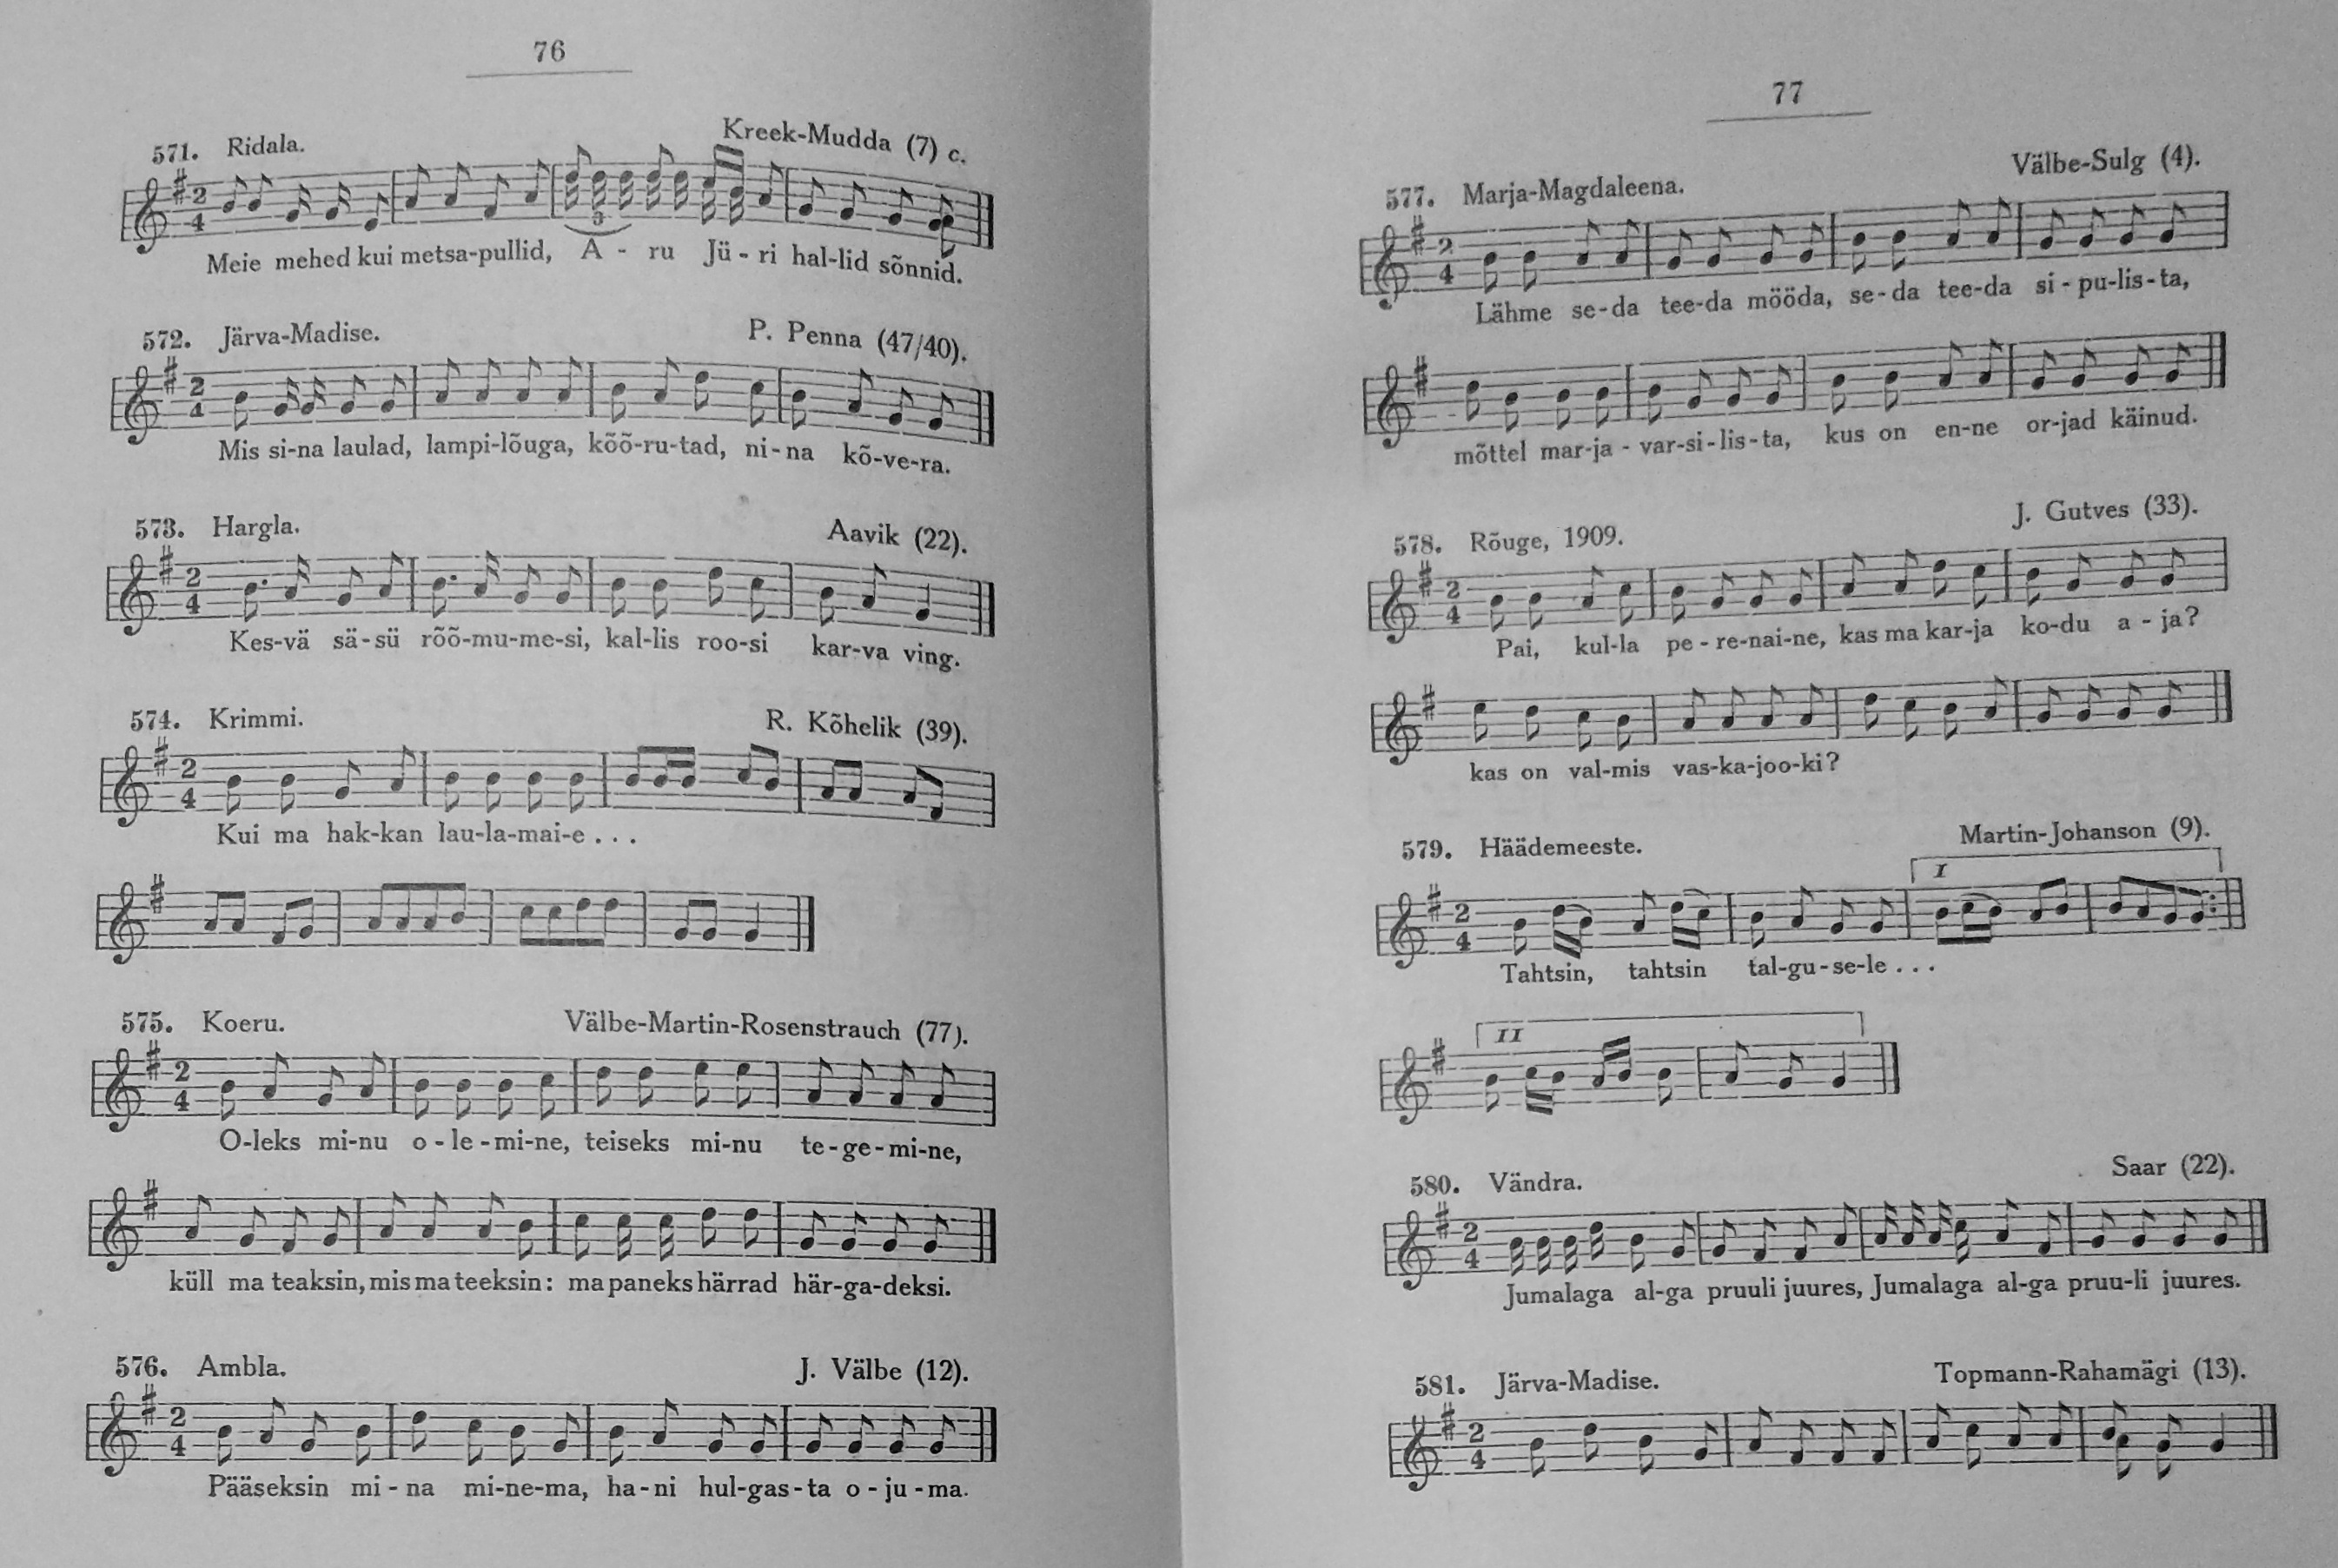 76
571. Ridala. Kreek-Mudda (7) c.
2
4
3
Meie mehed kui metsa-pullid, A - ru Jü - ri hal-lid sõnnid.
572. Järva-Madise. P. Penna (47/40).
2
4
Mis si-na laulad, lampi-lõuga, kõõ-ru-tad, ni-na kõ-ve-ra.
573. Hargla. Aavik (22).
2
4
Kes-vä sä-sü rõõ-mu-me-si, kal-lis roo-si kar-va ving.
574. Krimmi. R. Kõhelik (39).
2
4
Kui ma hak-kan lau-la-mai-e . . .
575. Koeru. Välbe-Martin-Rosenstrauch (77).
2
4
O-leks mi-nu o - le - mi-ne, teiseks mi-nu te - ge - mi-ne,
küll ma teaksin, mis ma teeksin: ma paneks härrad här-ga-deksi.
576. Ambla. J. Välbe (12).
2
4
Pääseksin mi - na mi-ne-ma, ha-ni hul-gas-ta o - ju - ma.
77
577. Marja-Magdaleena. Välbe-Sulg (4).
2
4
Lähme se-da tee-da mööda, se-da tee-da si - pu-lis-ta,
mõttel mar-ja - var-si-lis-ta, kus on en-ne or-jad käinud.
578. Rõuge, 1909. J. Gutves (33).
2
4
Pai, kul-la pe - re-nai-ne, kas ma kar-ja ko-du a - ja?
kas on val-mis vas-ka-joo-ki?
579. Häädemeeste. Martin-Johanson (9).
I
2
4
Tahtsin, tahtsin tal-gu-se-le . . .
II
580. Vändra. Saar (22).
2
4
Jumalaga al-ga pruuli juures, Jumalaga al-ga pruu-li juures.
581. Järva-Madise. Topmann-Rahamägi (13).
2
4